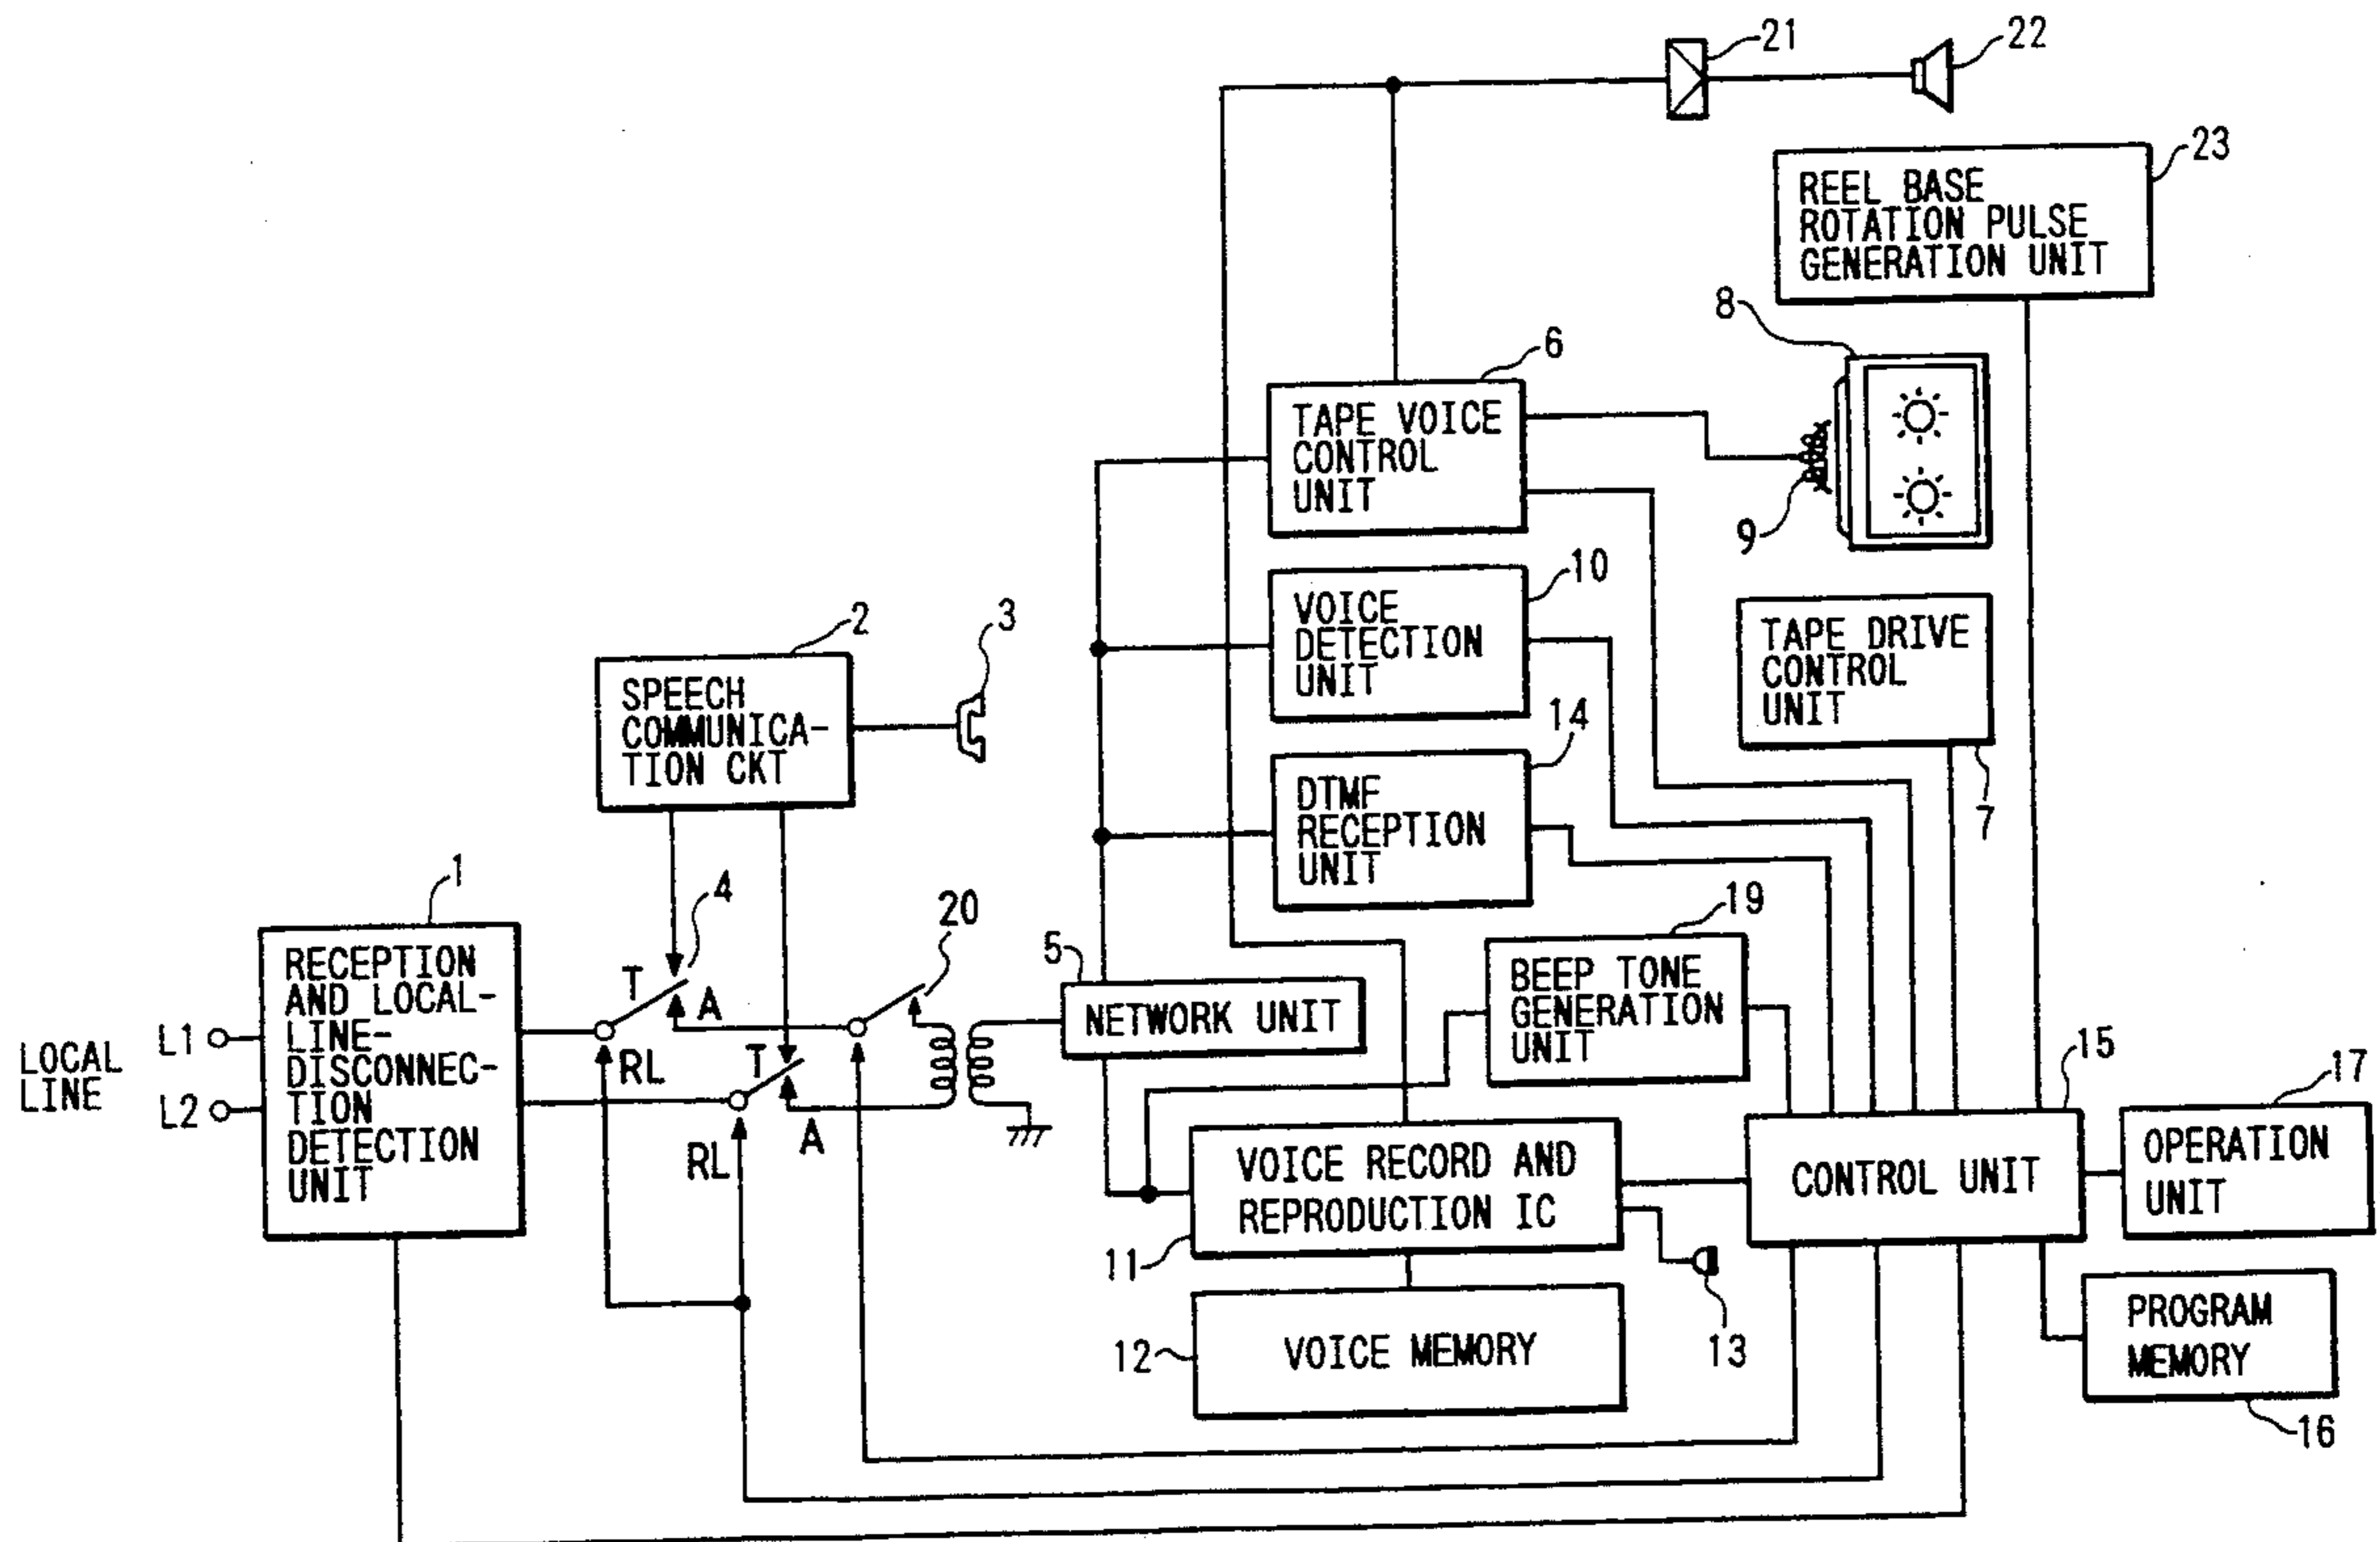 21
22
23
REEL BASE
ROTATION PULSE
GENERATION UNIT
8
6
TAPE VOICE
CONTROL
UNIT
9
10
VOICE
DETECTION
UNIT
TAPE DRIVE
CONTROL
UNIT
7
2
3
SPEECH
COMMUNICA-
TION CKT
14
DTMF
RECEPTION
UNIT
1
4
20
19
RECEPTION
AND LOCAL-
LINE-
DISCONNEC-
TION
DETECTION
UNIT
T
A
RL
T
A
RL
5
NETWORK UNIT
BEEP TONE
GENERATION
UNIT
LOCAL
LINE
L1
L2
15
17
VOICE RECORD AND
REPRODUCTION IC
11
CONTROL UNIT
OPERATION
UNIT
13
12
VOICE MEMORY
PROGRAM
MEMORY
16